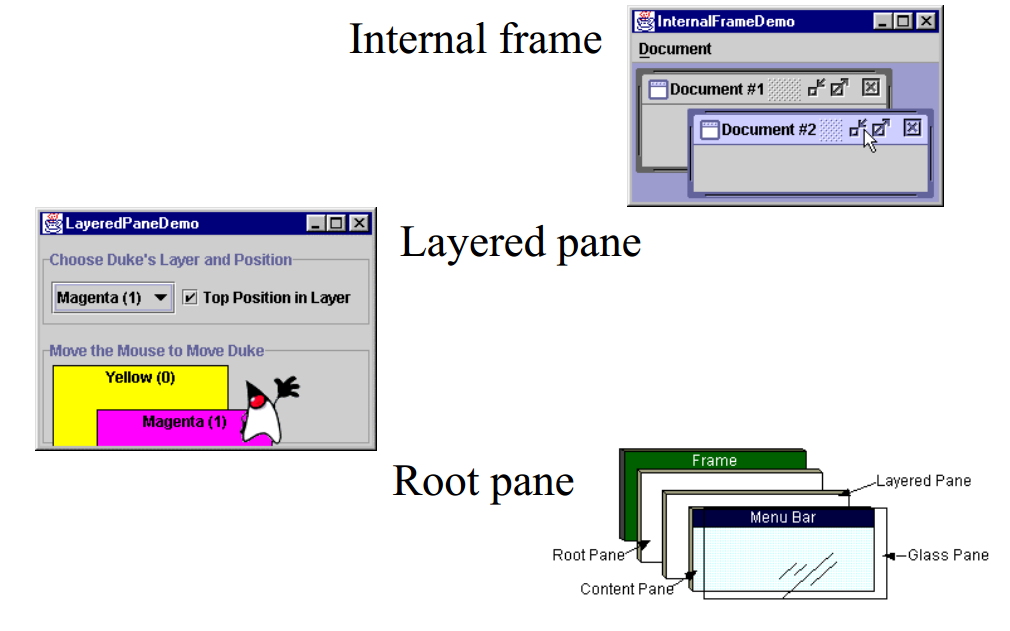 Internal frame
InternalFrameDemo
Document
Document #1
Document #2
LayeredPaneDemo
Choose Duke's Layer and Position
Magenta (1)
Top Position in Layer
Move the Mouse to Move Duke
Yellow (0)
Magenta (1)
Layered pane
Root pane
Frame
Layered Pane
Menu Bar
Root Pane
Glass Pane
Content Pane